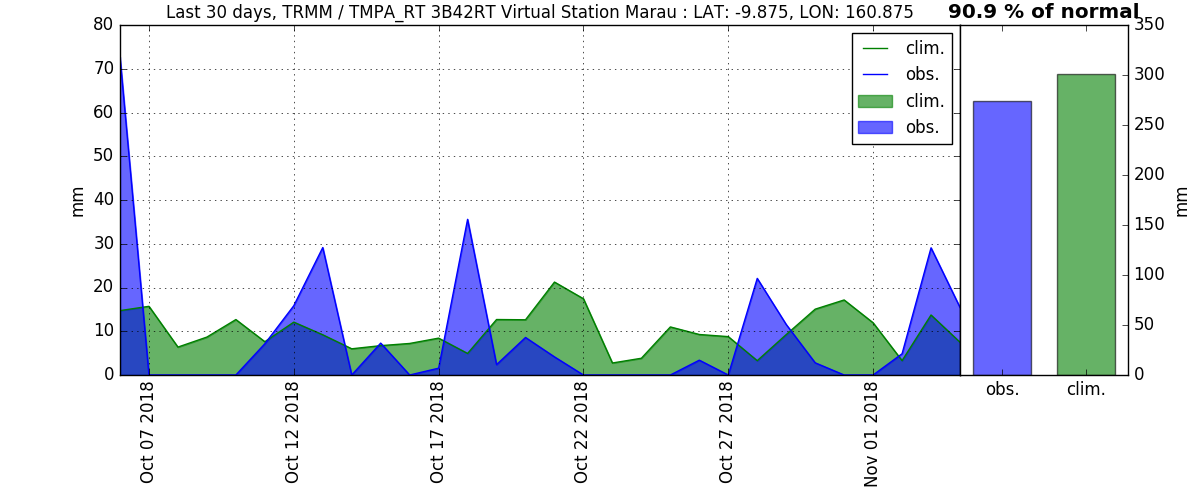 Last 30 days, TRMM / TMPA_RT 3B42RT Virtual Station Marau : LAT: -9.875, LON: 160.875
90.9 % of normal
80
70
60
50
40
30
20
10
0
mm
clim.
obs.
clim.
obs.
350
300
250
200
150
100
50
0
mm
obs.
clim.
Oct 07 2018
Oct 12 2018
Oct 17 2018
Oct 22 2018
Oct 27 2018
Nov 01 2018